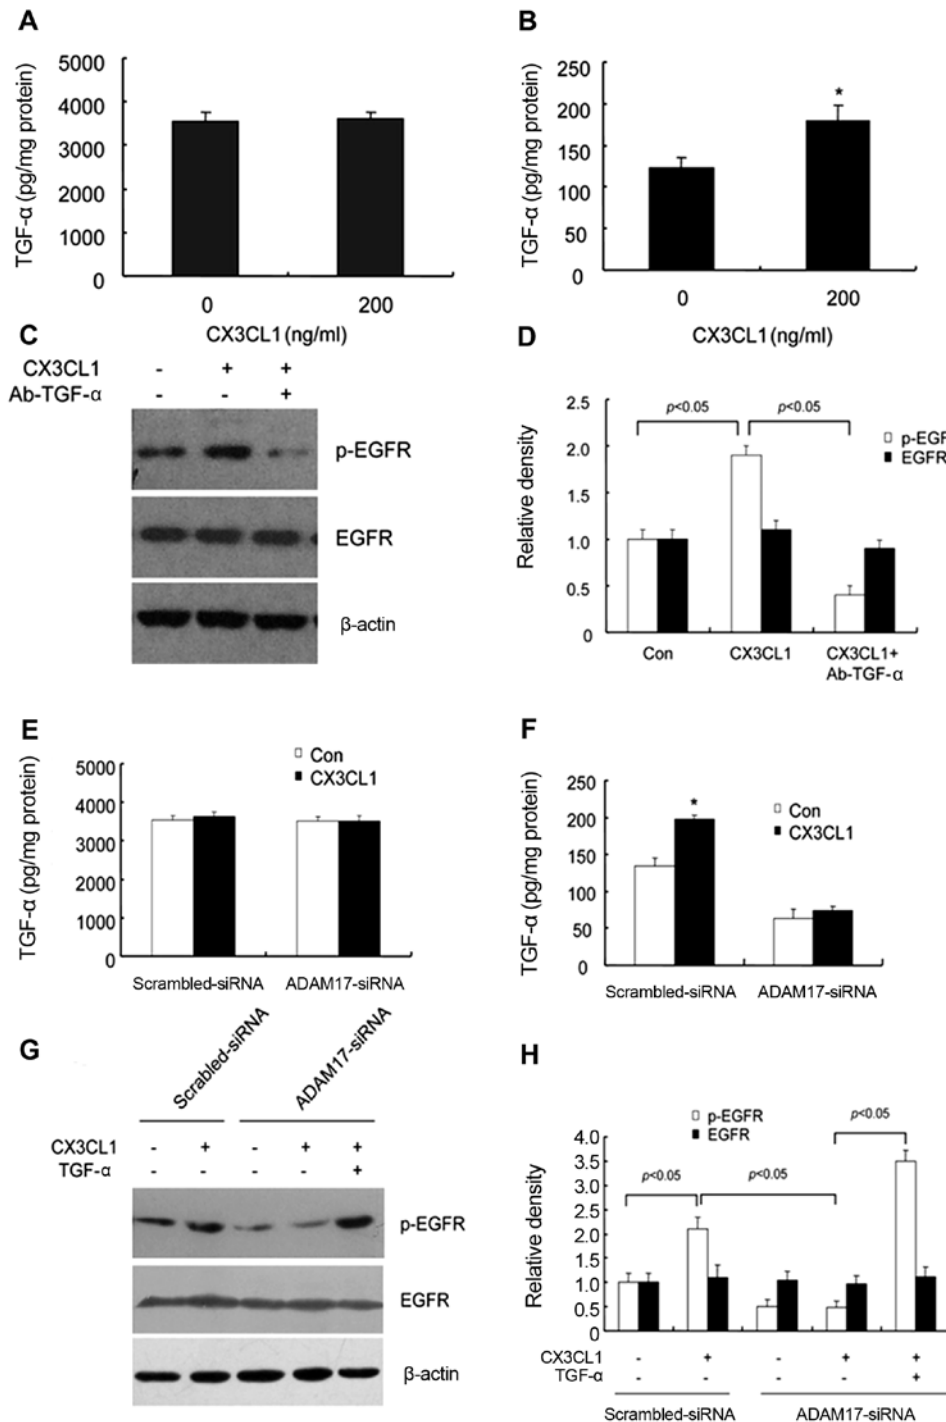 A
TGF-α (pg/mg protein)
5000
4000
3000
2000
1000
0
0 200
CX3CL1 (ng/ml)
B
TGF-α (pg/mg protein)
250
200
150
100
50
0
*
0 200
CX3CL1 (ng/ml)
C
CX3CL1 - + +
Ab-TGF-α - - +
p-EGFR
EGFR
β-actin
D
Relative density
2.5
2.0
1.5
1.0
0.5
0
p<0.05 p<0.05
p-EGF
EGFR
Con CX3CL1 CX3CL1+
Ab-TGF-α
E
TGF-α (pg/mg protein)
5000
4000
3000
2000
1000
0
Con
CX3CL1
Scrambled-siRNA ADAM17-siRNA
F
TGF-α (pg/mg protein)
250
200
150
100
50
0
*
Con
CX3CL1
Scrambled-siRNA ADAM17-siRNA
G
Scrabled-siRNA
ADAM17-siRNA
CX3CL1 - + - + +
TGF-α - - - - +
p-EGFR
EGFR
β-actin
H
p-EGFR
EGFR
Relative density
4.0
3.5
3.0
2.5
2.0
1.5
1.0
0.5
0
p<0.05
p<0.05
p<0.05
CX3CL1 - + - + +
TGF-α - - - - +
Scrambled-siRNA ADAM17-siRNA